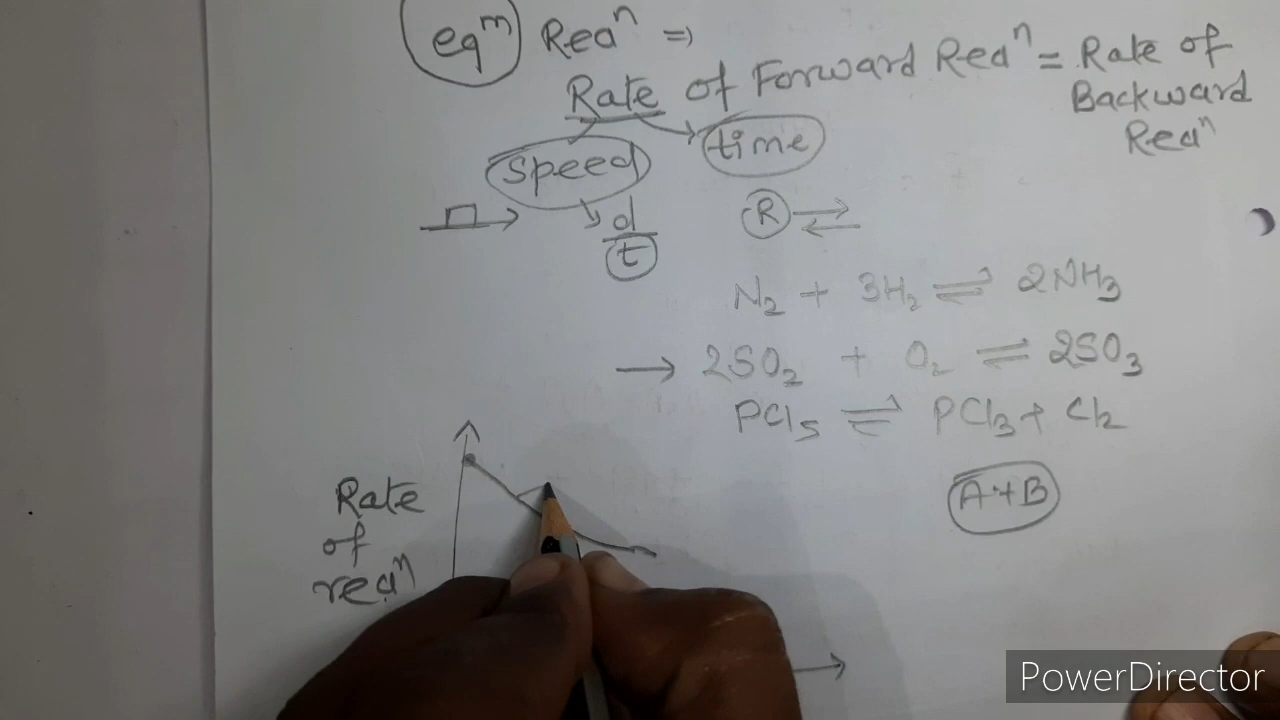 eqᵐ Reaⁿ ⇒
Rate of Forward Reaⁿ = Rate of
Backward
Reaⁿ
speed time
d
t
R ⇌
N₂ + 3H₂ ⇌ 2NH₃
→ 2SO₂ + O₂ ⇌ 2SO₃
PCl₅ ⇌ PCl₃ + Cl₂
A+B
Rate
of
reaⁿ
PowerDirector